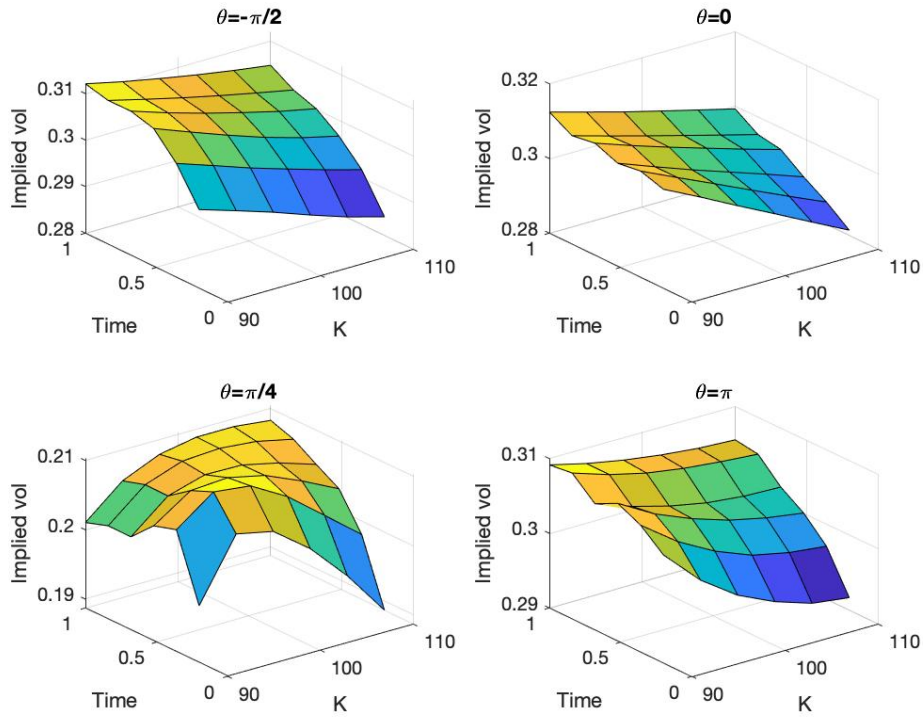 θ=-π/2
0.31
0.3
0.29
0.28
Implied vol
1
0.5
0
Time
90
100
110
K
θ=0
0.32
0.3
0.28
Implied vol
1
0.5
0
Time
90
100
110
K
θ=π/4
0.21
0.2
0.19
Implied vol
1
0.5
0
Time
90
100
110
K
θ=π
0.31
0.3
0.29
Implied vol
1
0.5
0
Time
90
100
110
K